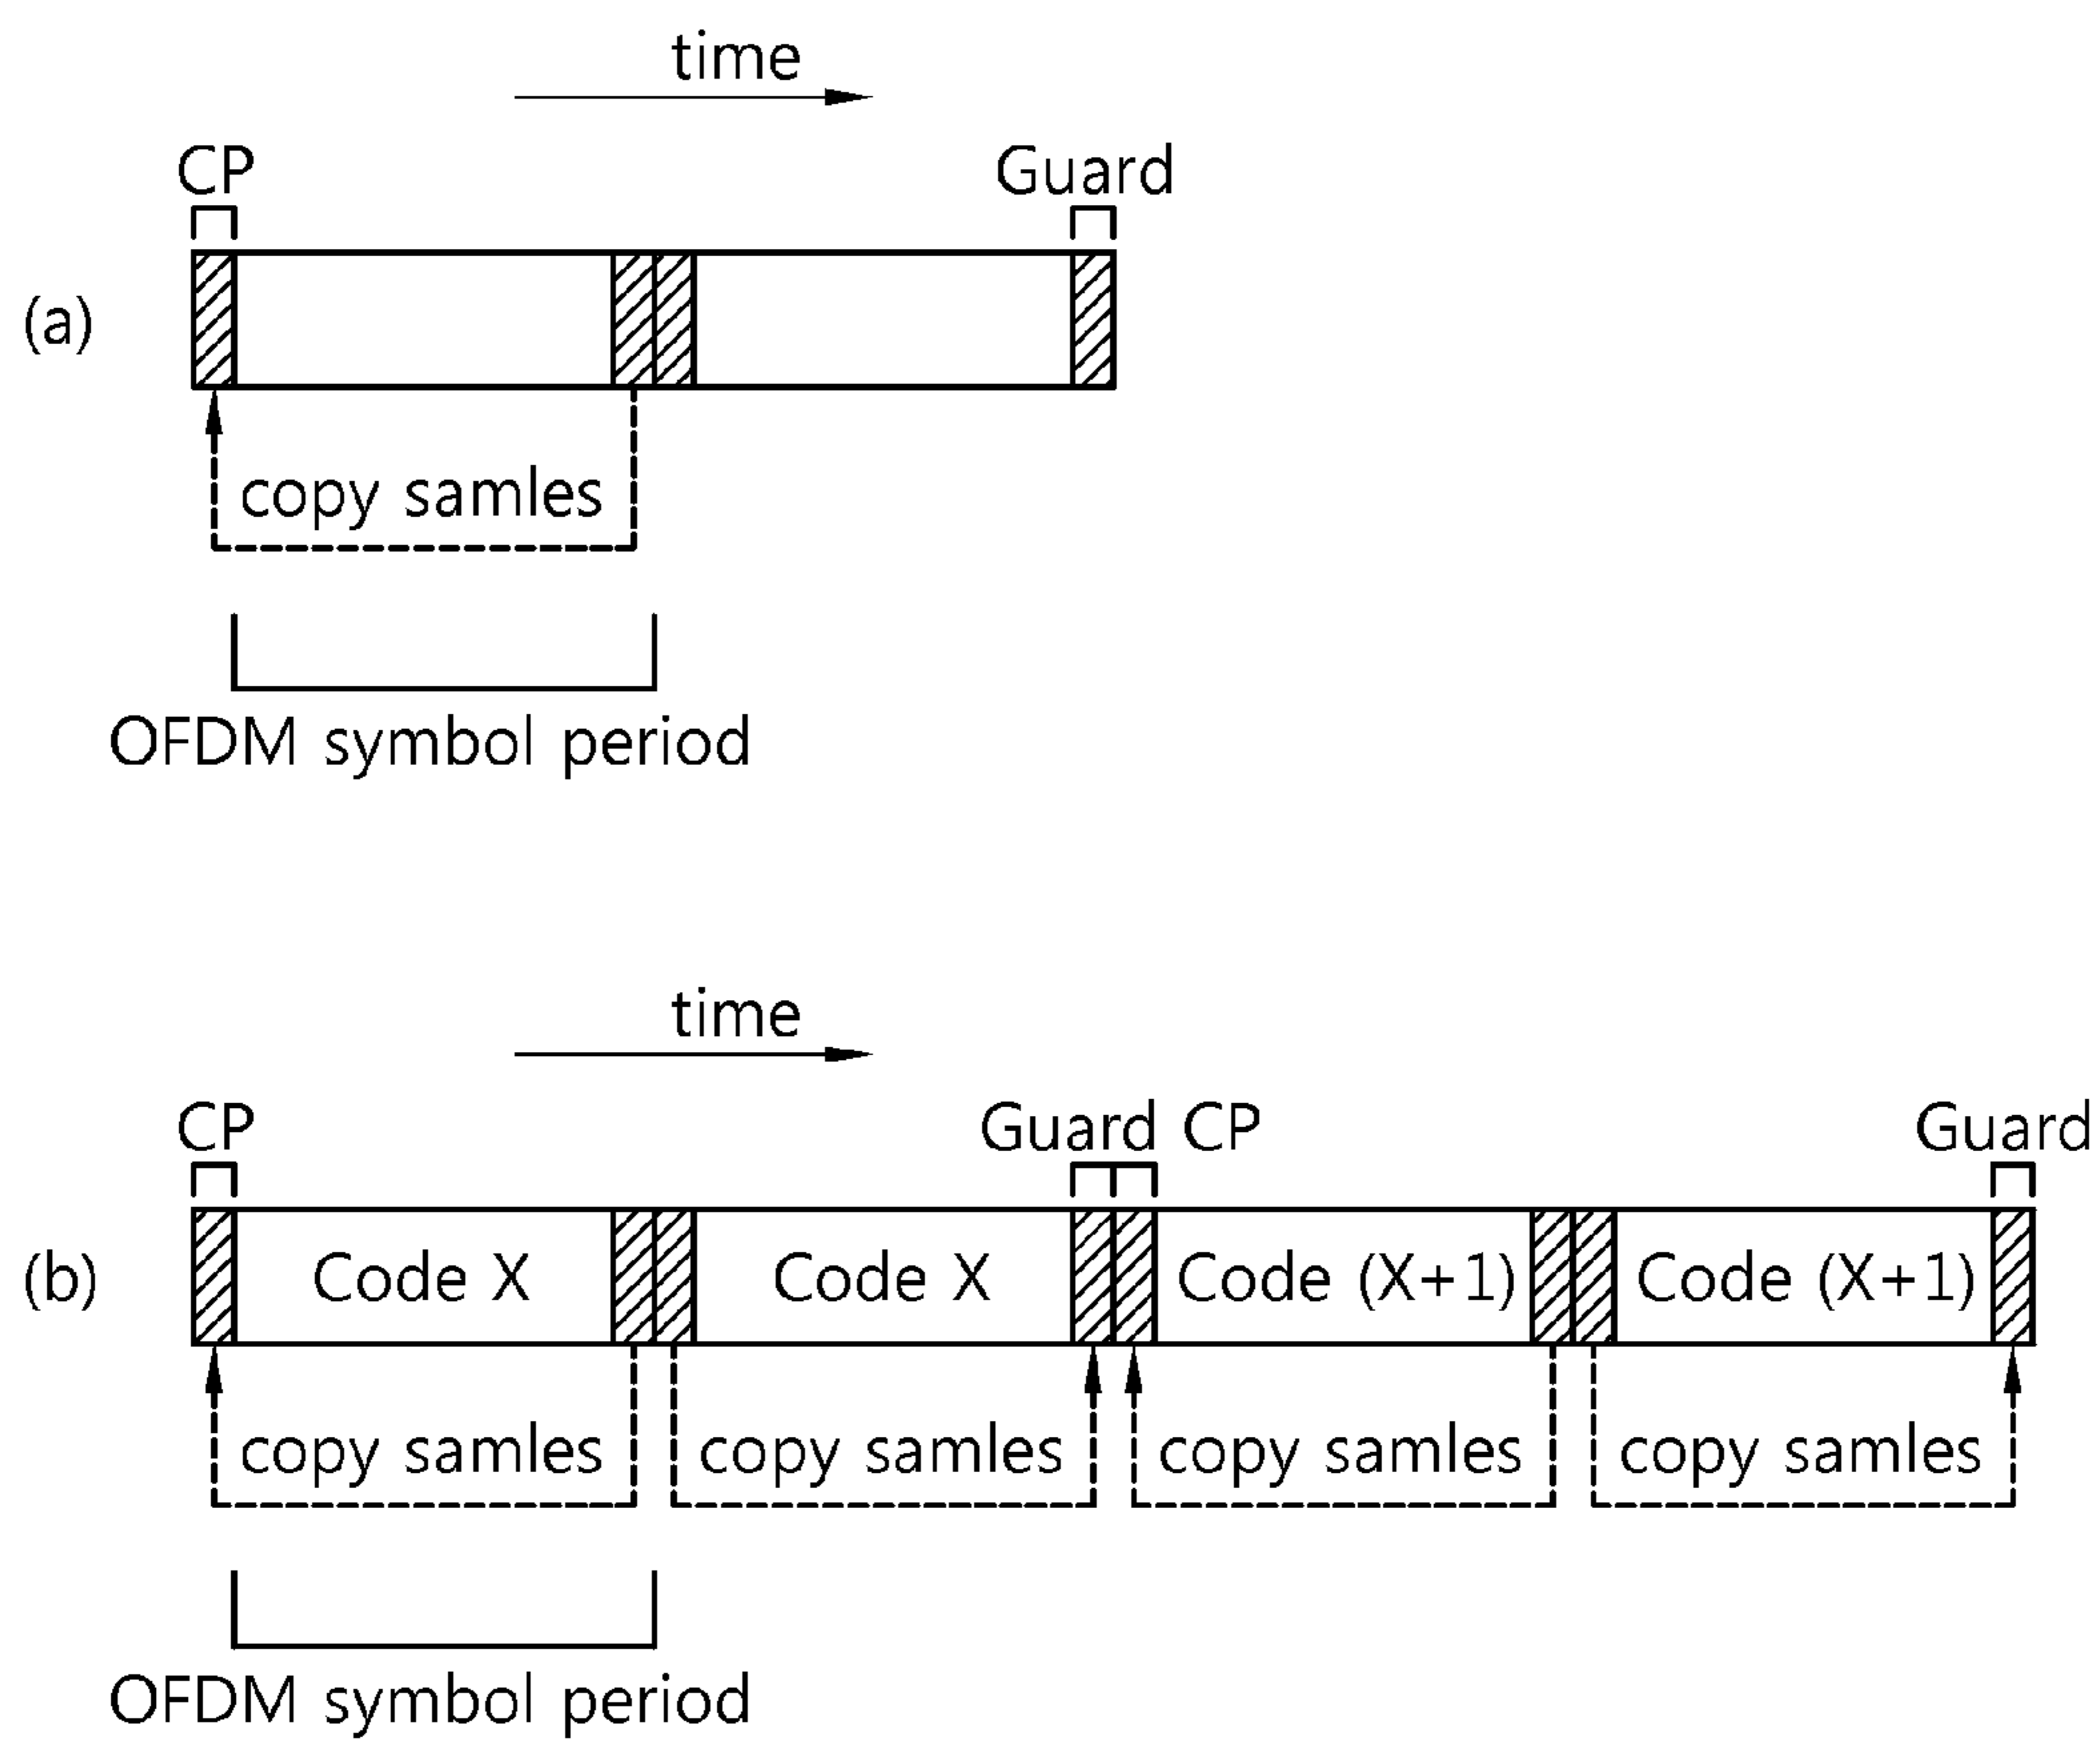 time
CP Guard
(a)
copy samles
OFDM symbol period
time
CP Guard CP Guard
(b) Code X Code X Code (X+1) Code (X+1)
copy samles copy samles copy samles copy samles
OFDM symbol period